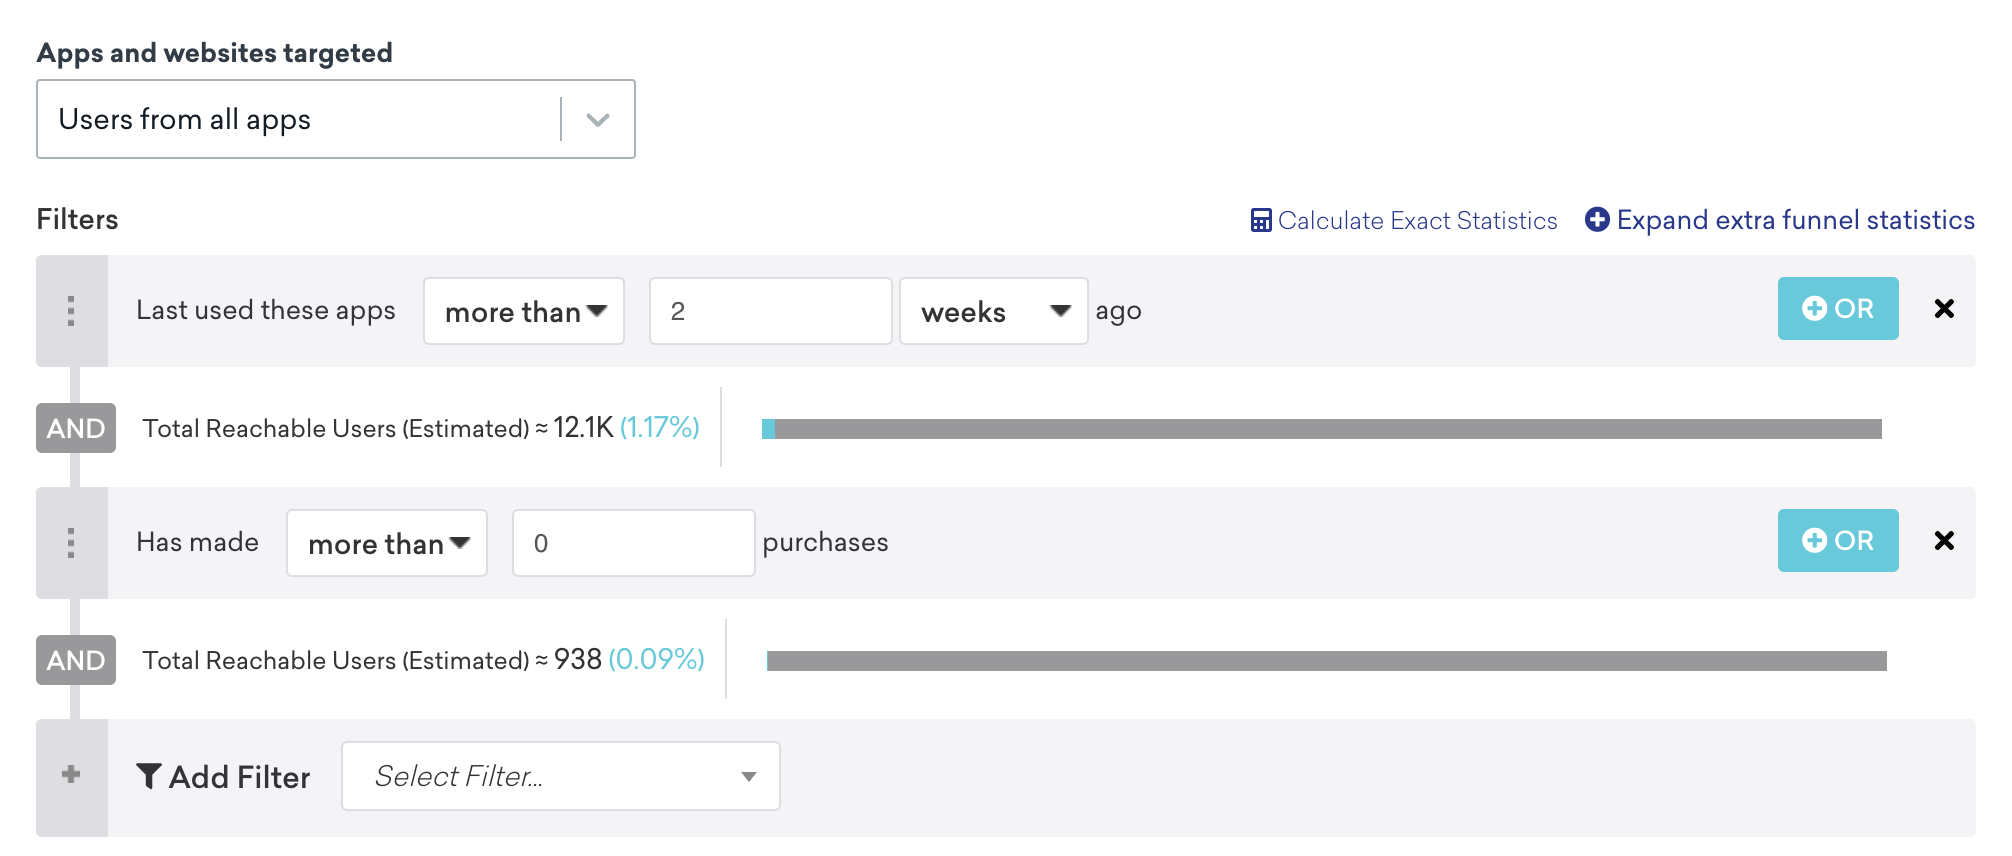 Apps and websites targeted
Users from all apps
Filters Calculate Exact Statistics Expand extra funnel statistics
Last used these apps more than 2 weeks ago OR
AND Total Reachable Users (Estimated) ≈ 12.1K (1.17%)
Has made more than 0 purchases OR
AND Total Reachable Users (Estimated) ≈ 938 (0.09%)
Add Filter Select Filter...